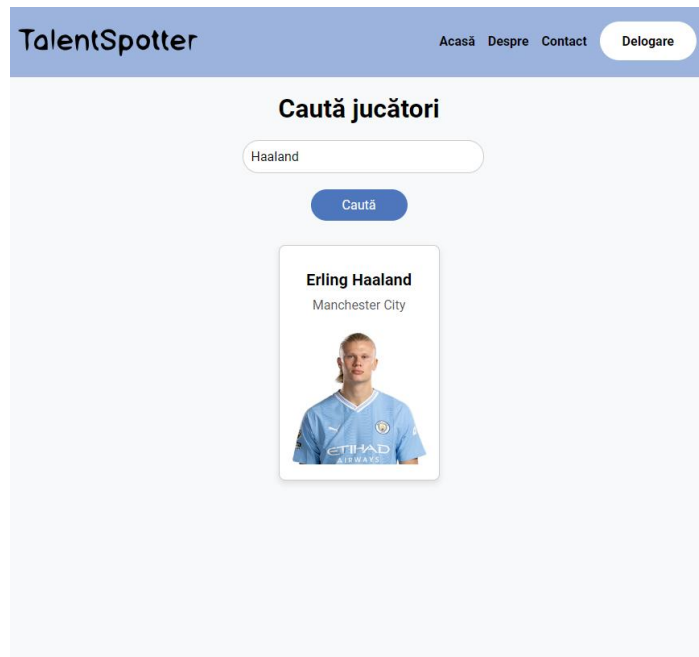 TalentSpotter
Acasă Despre Contact Delogare
Caută jucători
Haaland
Caută
Erling Haaland
Manchester City
ETIHAD
AIRWAYS